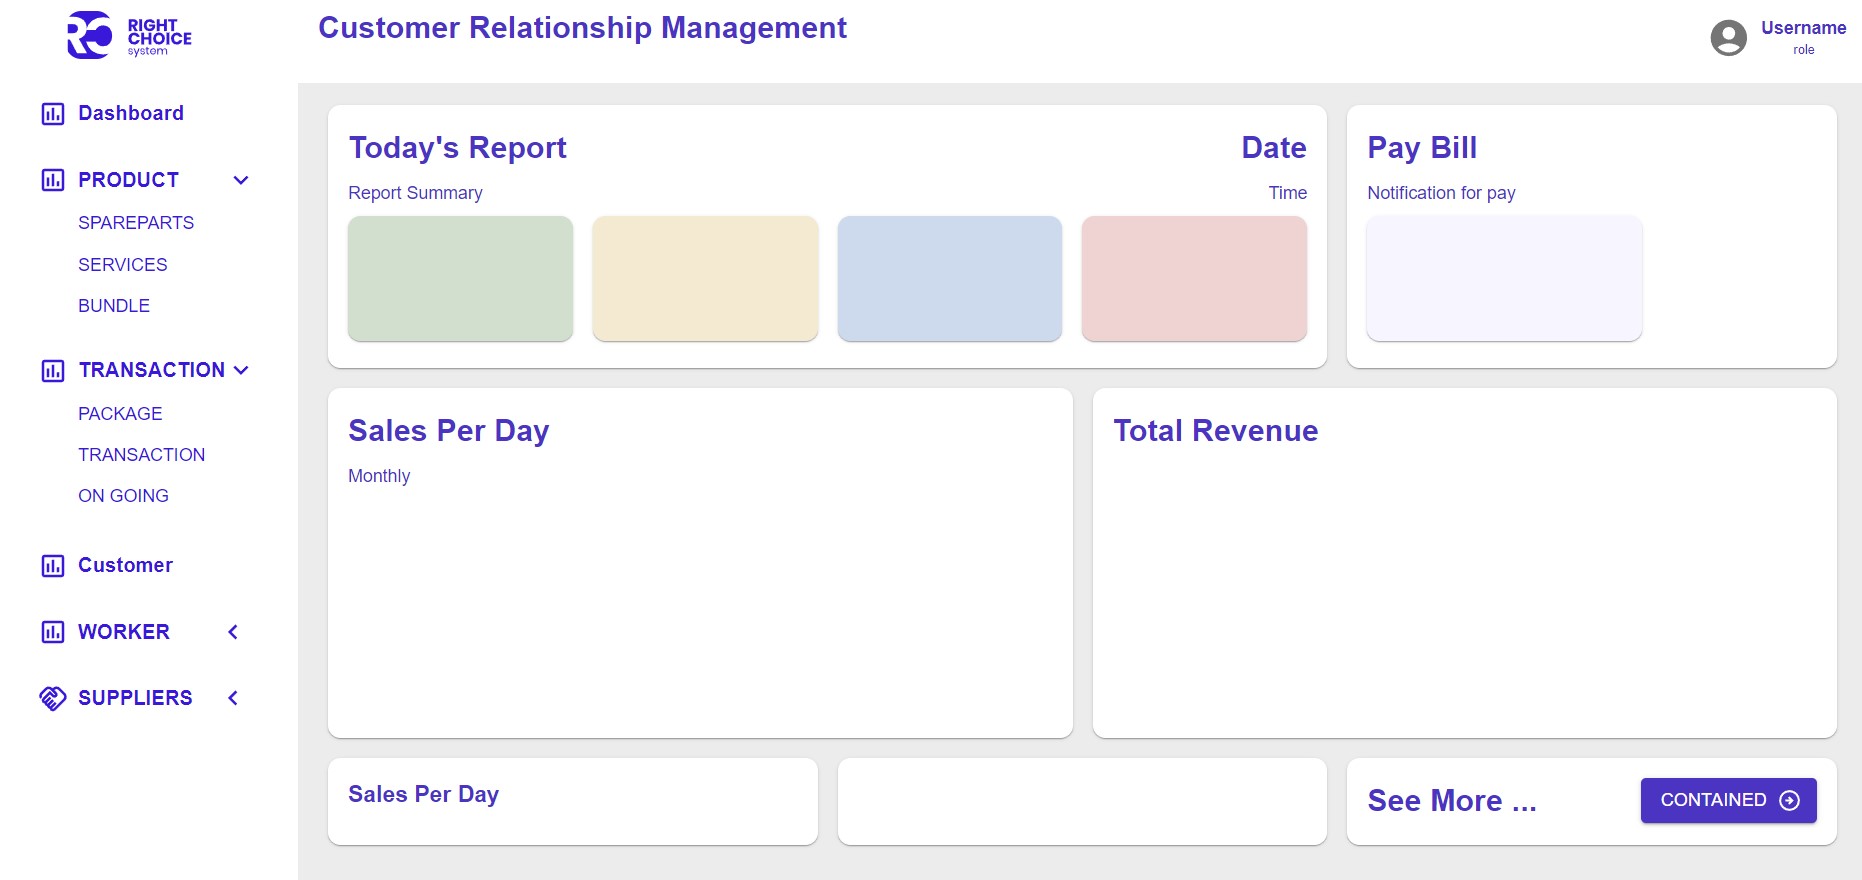 RIGHT
CHOICE
system
Customer Relationship Management
Username
role
Dashboard
PRODUCT
SPAREPARTS
SERVICES
BUNDLE
TRANSACTION
PACKAGE
TRANSACTION
ON GOING
Customer
WORKER
SUPPLIERS
Today's Report
Date
Report Summary
Time
Pay Bill
Notification for pay
Sales Per Day
Monthly
Total Revenue
Sales Per Day
See More ...
CONTAINED